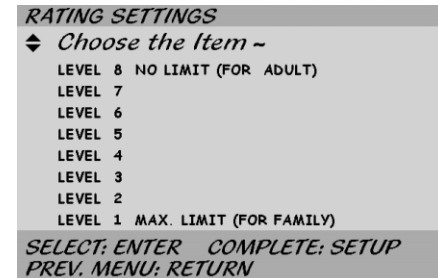 RATING SETTINGS
Choose the Item ~
LEVEL 8 NO LIMIT (FOR ADULT)
LEVEL 7
LEVEL 6
LEVEL 5
LEVEL 4
LEVEL 3
LEVEL 2
LEVEL 1 MAX. LIMIT (FOR FAMILY)
SELECT: ENTER COMPLETE: SETUP
PREV. MENU: RETURN